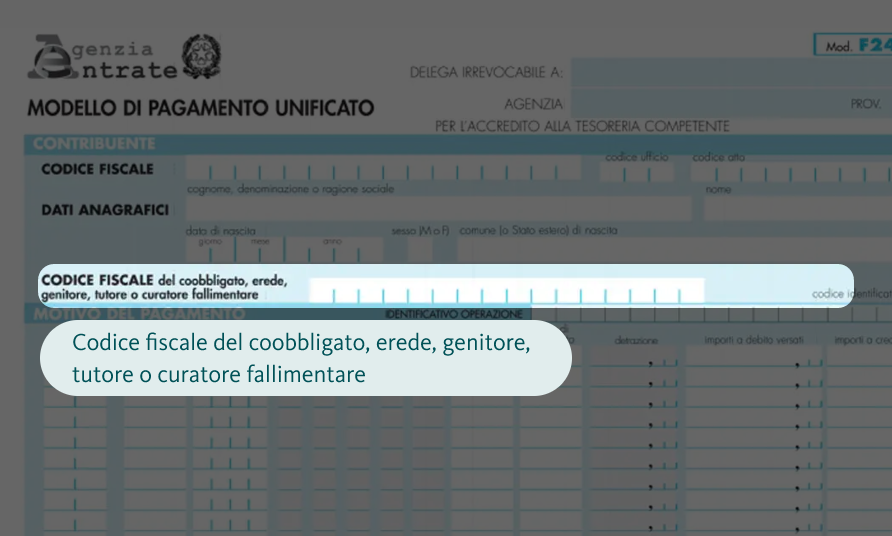 Agenzia
Entrate
Mod. F24
DELEGA IRREVOCABILE A:
MODELLO DI PAGAMENTO UNIFICATO
AGENZIA
PROV.
PER L'ACCREDITO ALLA TESORERIA COMPETENTE
CONTRIBUENTE
CODICE FISCALE
codice ufficio
codice atto
cognome, denominazione o ragione sociale
nome
DATI ANAGRAFICI
data di nascita
sesso (M o F)
comune (o Stato estero) di nascita
giorno
mese
anno
CODICE FISCALE del coobbligato, erede,
genitore, tutore o curatore fallimentare
codice identificat
MOTIVO DEL PAGAMENTO
IDENTIFICATIVO OPERAZIONE
Codice fiscale del coobbligato, erede, genitore,
tutore o curatore fallimentare
detrazione
importi a debito versati
importi a cred